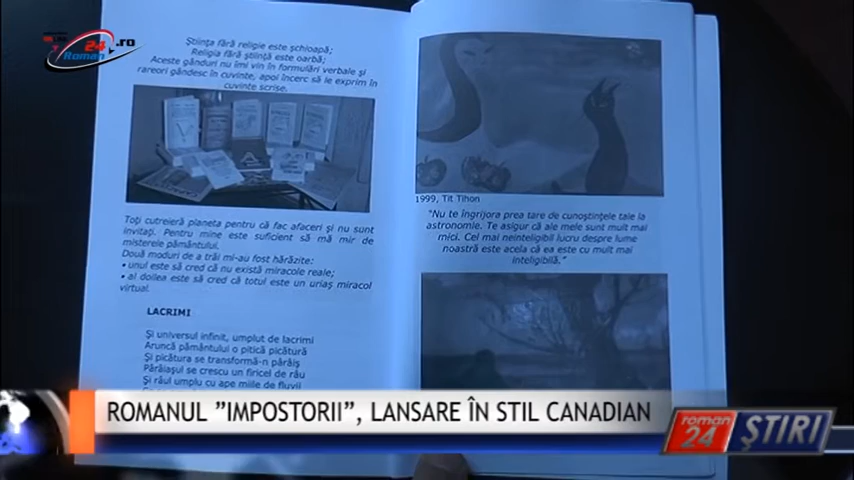 24.ro
Roman
Știința fără religie este șchioapă;
Religia fără știință este oarbă;
Aceste gânduri nu îmi vin în formulări verbale și
rareori gândesc în cuvinte, apoi încerc să le exprim în
cuvinte scrise.
Toți cutreieră planeta pentru că fac afaceri și nu sunt
invitați. Pentru mine este suficient să mă mir de
misterele pământului.
Două moduri de a trăi mi-au fost hărăzite:
• unul este să cred că nu există miracole reale;
• al doilea este să cred că totul este un uriaș miracol
virtual.
LACRIMI
Și universul infinit, umplut de lacrimi
Aruncă pământului o pitică picătură
Și picătura se transformă-n pârâiș
Pârâiașul se crescu un firicel de râu
Și râul umplu cu ape miile de fluvii
1999, Tit Tihon
"Nu te îngrijora prea tare de cunoștințele tale la
astronomie. Te asigur că ale mele sunt mult mai
mici. Cel mai neinteligibil lucru despre lume
noastră este acela că ea este cu mult mai
inteligibilă."
ROMANUL "IMPOSTORII", LANSARE ÎN STIL CANADIAN
roman
24
ȘTIRI